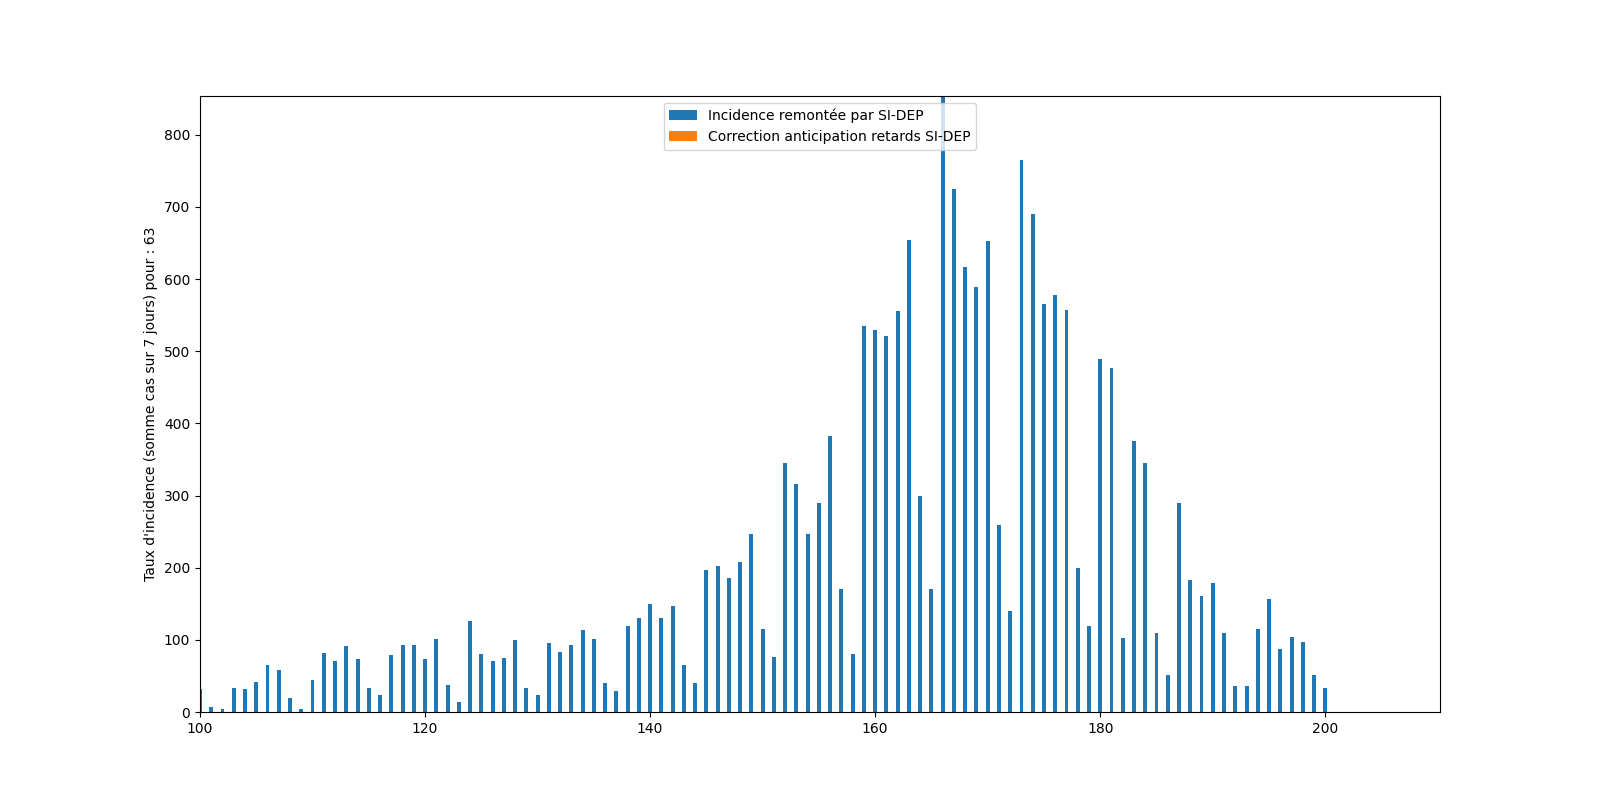 Incidence remontée par SI-DEP
Correction anticipation retards SI-DEP
Taux d'incidence (somme cas sur 7 jours) pour : 63
800
700
600
500
400
300
200
100
0
100 120 140 160 180 200